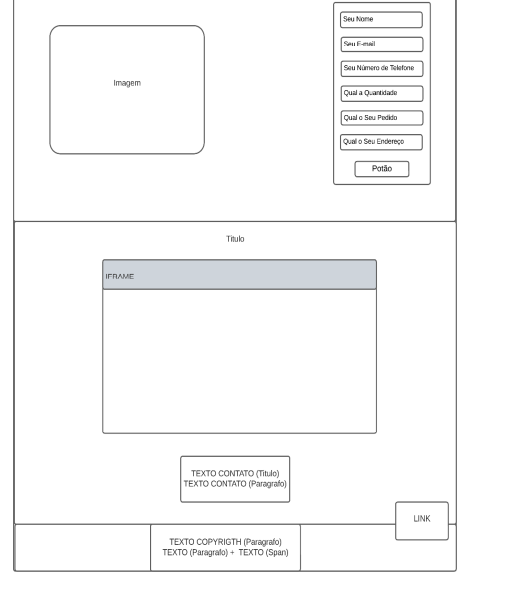 Imagem
Seu Nome
Seu E-mail
Seu Número de Telefone
Qual a Quantidade
Qual o Seu Pedido
Qual o Seu Endereço
Potão
Titulo
IFRAME
TEXTO CONTATO (Titulo)
TEXTO CONTATO (Paragrafo)
LINK
TEXTO COPYRIGTH (Paragrafo)
TEXTO (Paragrafo) + TEXTO (Span)